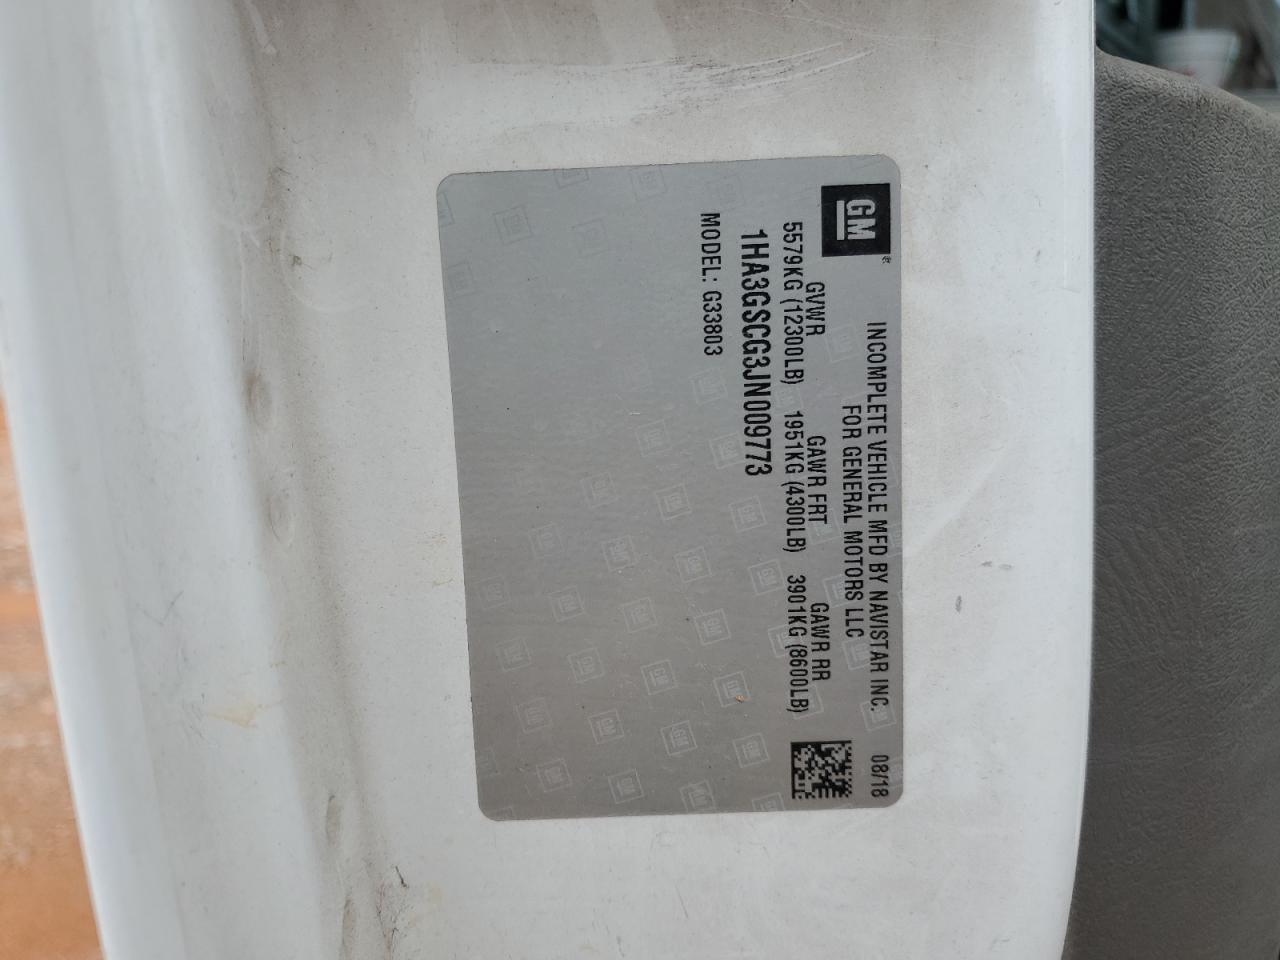 GM®
INCOMPLETE VEHICLE MFD BY NAVISTAR INC. 08/18
FOR GENERAL MOTORS LLC
GVWR GAWR FRT GAWR RR
5579KG (12300LB) 1951KG (4300LB) 3901KG (8600LB)
1HA3GSCG3JN009773
MODEL: G33803